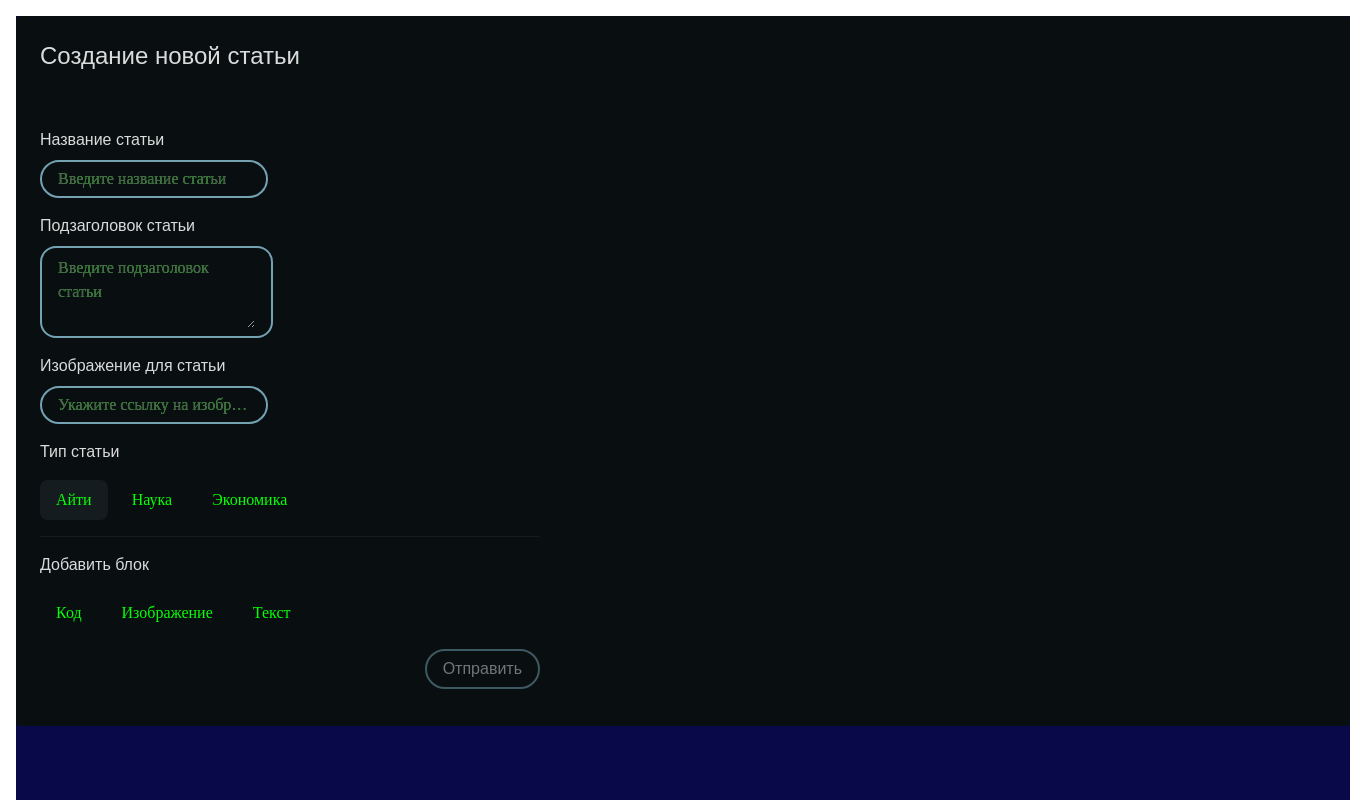 Создание новой статьи
Название статьи
Введите название статьи
Подзаголовок статьи
Введите подзаголовок
статьи
Изображение для статьи
Укажите ссылку на изобр…
Тип статьи
Айти Наука Экономика
Добавить блок
Код Изображение Текст
Отправить